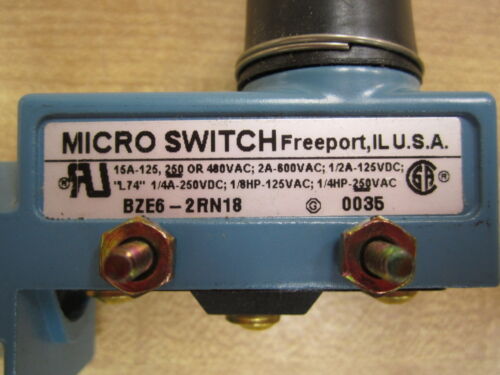 MICRO SWITCH Freeport, IL U.S.A.
15A-125, 250 OR 480VAC; 2A-600VAC; 1/2A-125VDC;
"L74" 1/4A-250VDC; 1/8HP-125VAC; 1/4HP-250VAC
BZE6-2RN18 G 0035